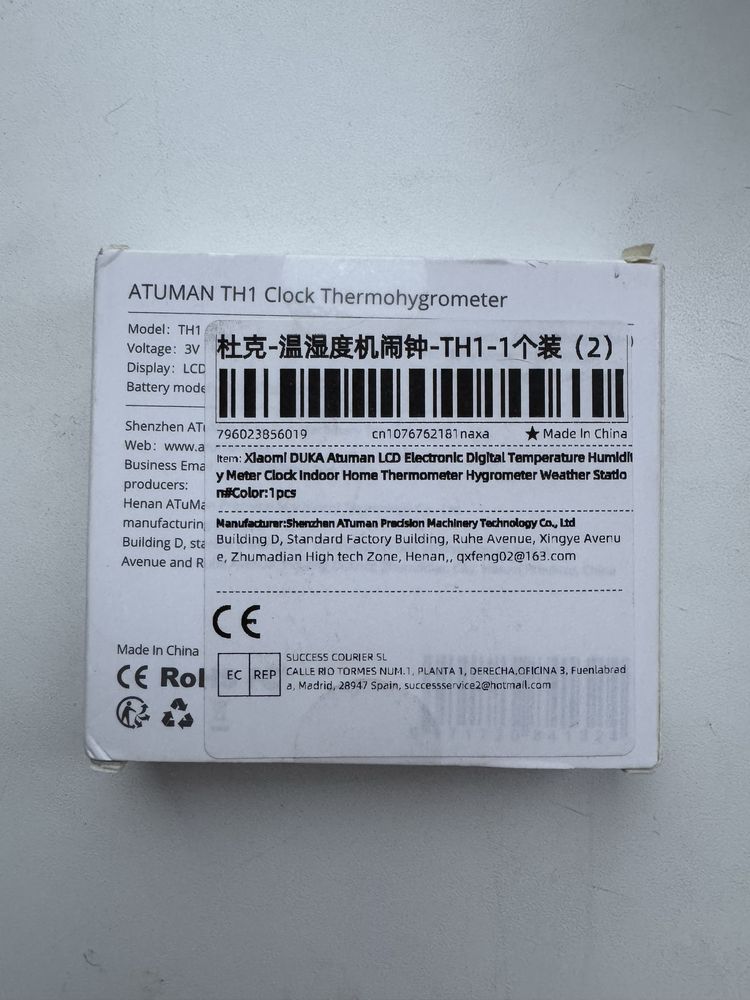 ATUMAN TH1 Clock Thermohygrometer
Model: TH1
Voltage: 3V
Display: LCD
Battery mode
Shenzhen ATu
Web: www.a
Business Ema
producers:
Henan ATuMa
manufacturing
Building D, sta
Avenue and R
Made In China
CE RoH
杜克-温湿度机闹钟-TH1-1个装（2）
796023856019 cn1076762181naxa ★ Made In China
Item: Xiaomi DUKA Atuman LCD Electronic Digital Temperature Humidit
y Meter Clock Indoor Home Thermometer Hygrometer Weather Statio
n#Color:1pcs
Manufacturer:Shenzhen ATuman Precision Machinery Technology Co., Ltd
Building D, Standard Factory Building, Ruhe Avenue, Xingye Avenu
e, Zhumadian High tech Zone, Henan,, qxfeng02@163.com
CE
EC REP
SUCCESS COURIER SL
CALLE RIO TORMES NUM.1, PLANTA 1, DERECHA,OFICINA 3, Fuenlabrad
a, Madrid, 28947 Spain, successservice2@hotmail.com